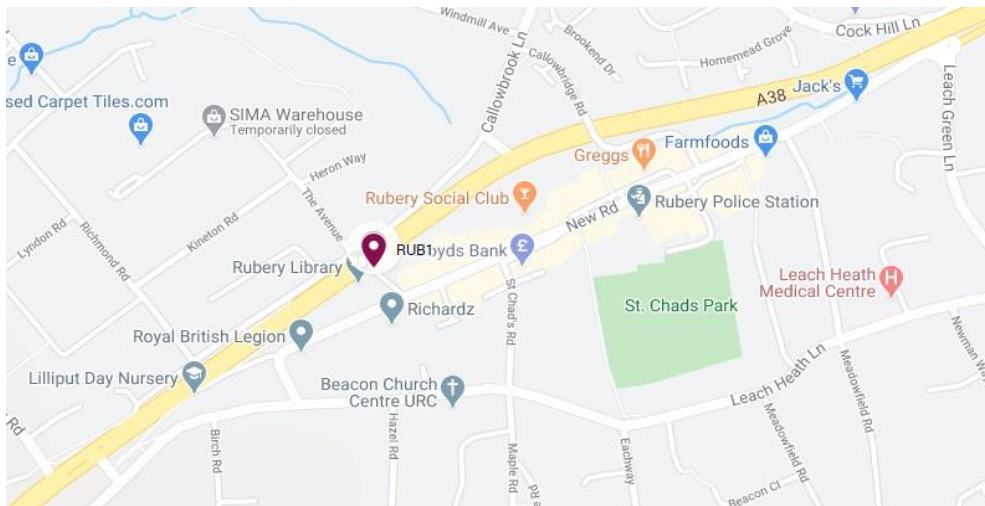 Windmill Ave
Callowbrook Ln
Brookend Dr
Callowbridge Rd
Homemead Grove
Cock Hill Ln
Leach Green Ln
e
sed Carpet Tiles.com
SIMA Warehouse
Temporarily closed
A38
Jack's
Farmfoods
Greggs
Heron Way
The Avenue
Rubery Social Club
New Rd
Rubery Police Station
Kineton Rd
Lyndon Rd
Richmond Rd
RUB1
oyds Bank
Rubery Library
Richardz
St Chad's Rd
St. Chads Park
Leach Heath
Medical Centre
Royal British Legion
Lilliput Day Nursery
Beacon Church
Centre URC
Leach Heath Ln
Newman Wa
Meadowfield Rd
Meadowfield Rd
Rd
Birch Rd
Hazel Rd
Maple Rd
Rd
Eachway
Beacon Cl